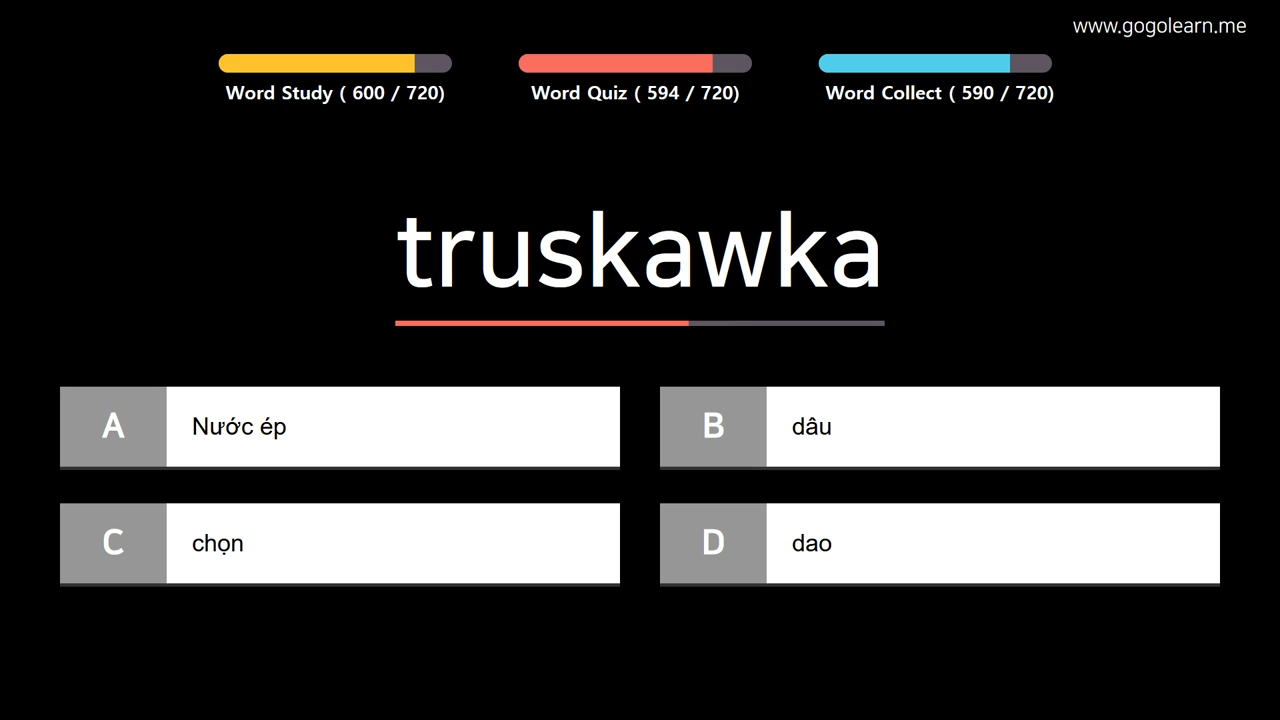 www.gogolearn.me
Word Study ( 600 / 720)
Word Quiz ( 594 / 720)
Word Collect ( 590 / 720)
truskawka
A Nước ép
B dâu
C chọn
D dao